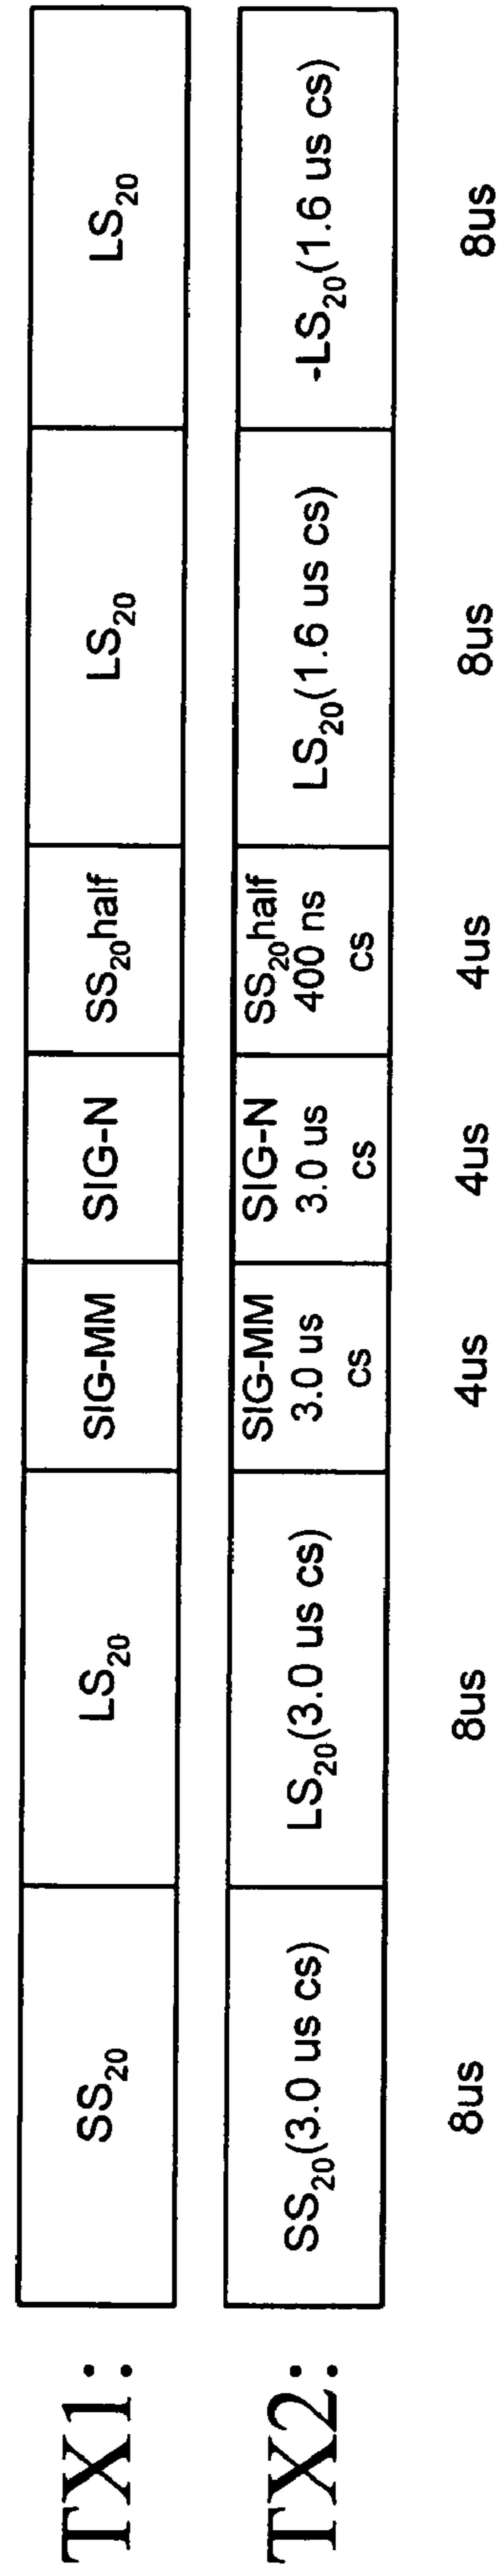 TX1:
SS20
LS20
SIG-MM
SIG-N
SS20half
LS20
LS20
TX2:
SS20(3.0 us cs)
LS20(3.0 us cs)
SIG-MM
3.0 us
cs
SIG-N
3.0 us
cs
SS20half
400 ns
cs
LS20(1.6 us cs)
-LS20(1.6 us cs)
8us
8us
4us
4us
4us
8us
8us